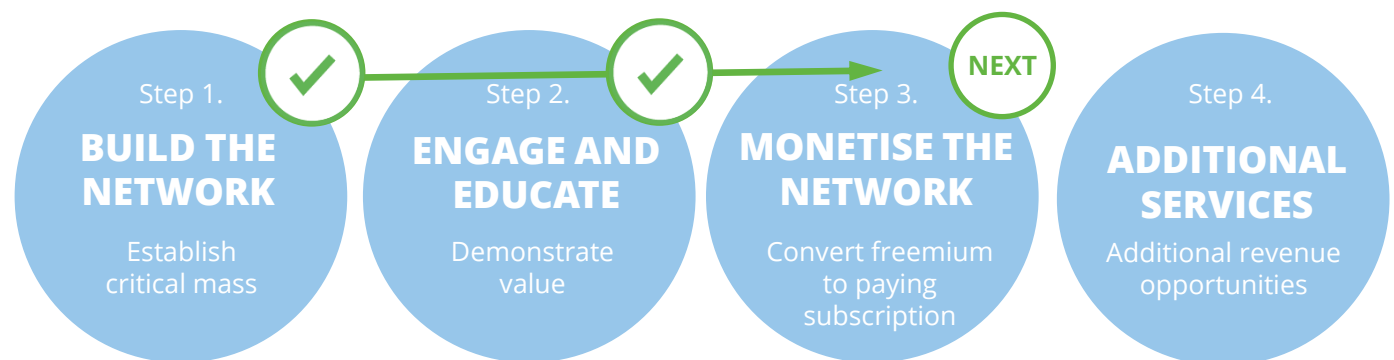 Step 1.
BUILD THE
NETWORK
Establish
critical mass
Step 2.
ENGAGE AND
EDUCATE
Demonstrate
value
Step 3.
MONETISE THE
NETWORK
Convert freemium
to paying
subscription
NEXT
Step 4.
ADDITIONAL
SERVICES
Additional revenue
opportunities